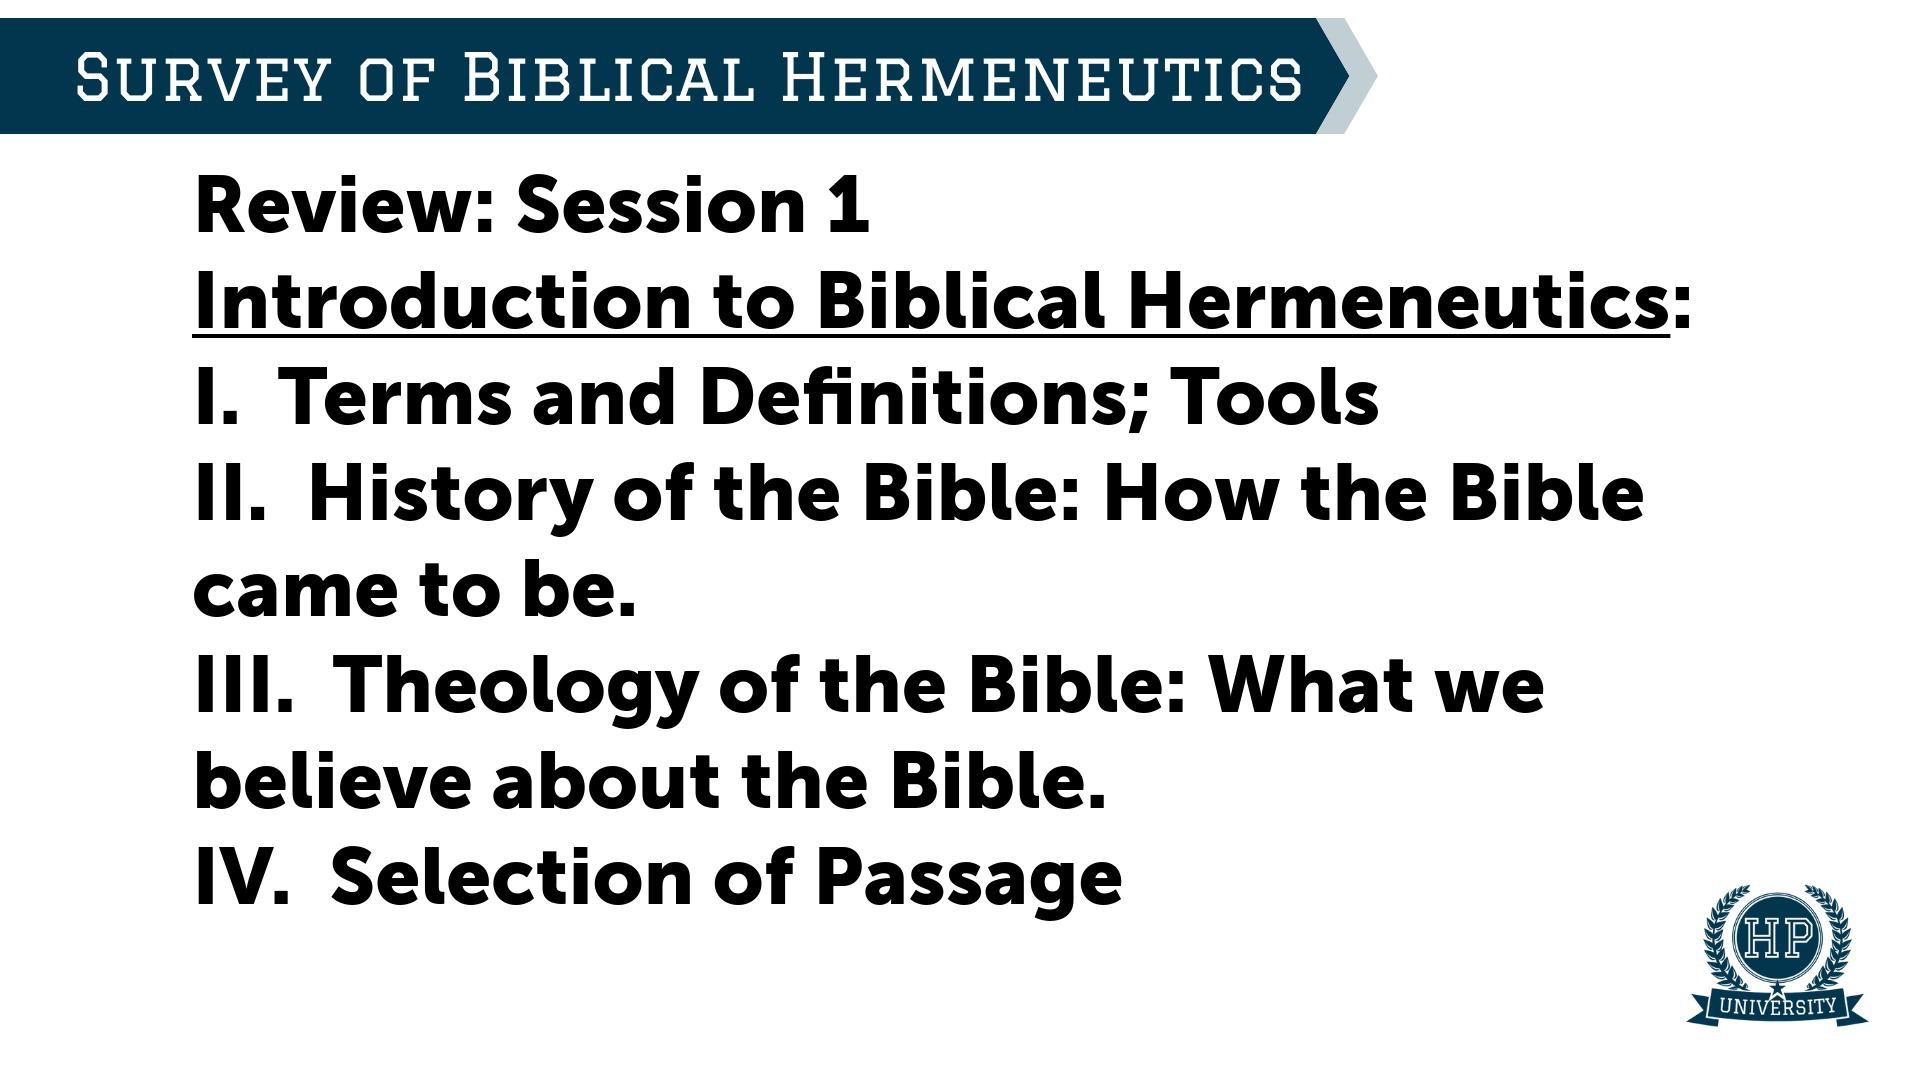 Survey of Biblical Hermeneutics
Review: Session 1
Introduction to Biblical Hermeneutics:
I.  Terms and Definitions; Tools
II.  History of the Bible: How the Bible
came to be.
III.  Theology of the Bible: What we
believe about the Bible.
IV.  Selection of Passage
HP
UNIVERSITY